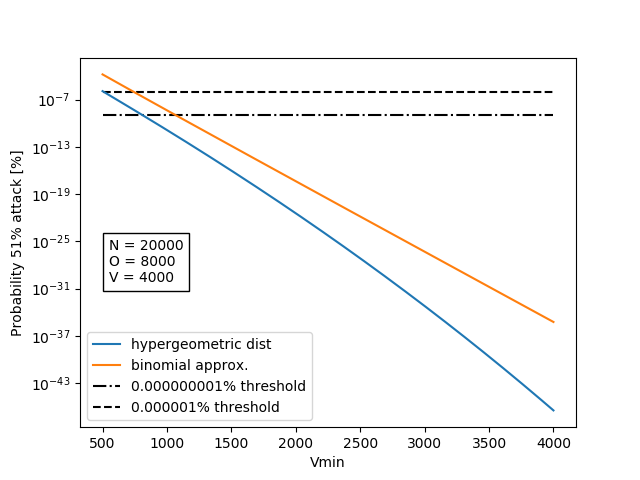 10⁻⁷
10⁻¹³
10⁻¹⁹
10⁻²⁵
10⁻³¹
10⁻³⁷
10⁻⁴³
Probability 51% attack [%]
N = 20000
O = 8000
V = 4000
hypergeometric dist
binomial approx.
0.000000001% threshold
0.000001% threshold
500 1000 1500 2000 2500 3000 3500 4000
Vmin